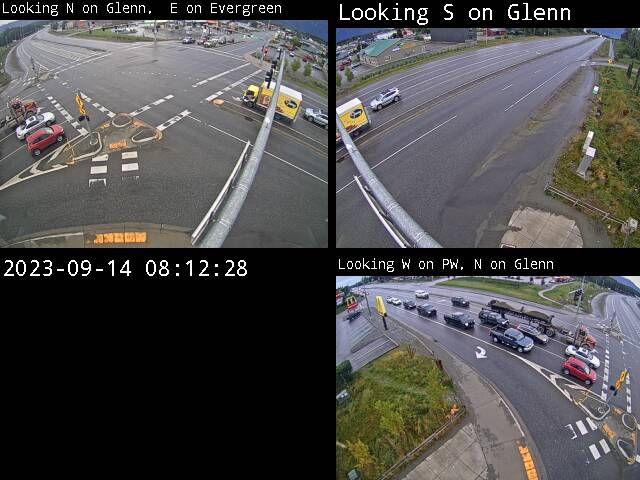 Looking N on Glenn,  E on Evergreen
Looking S on Glenn
2023-09-14 08:12:28
Looking W on PW, N on Glenn